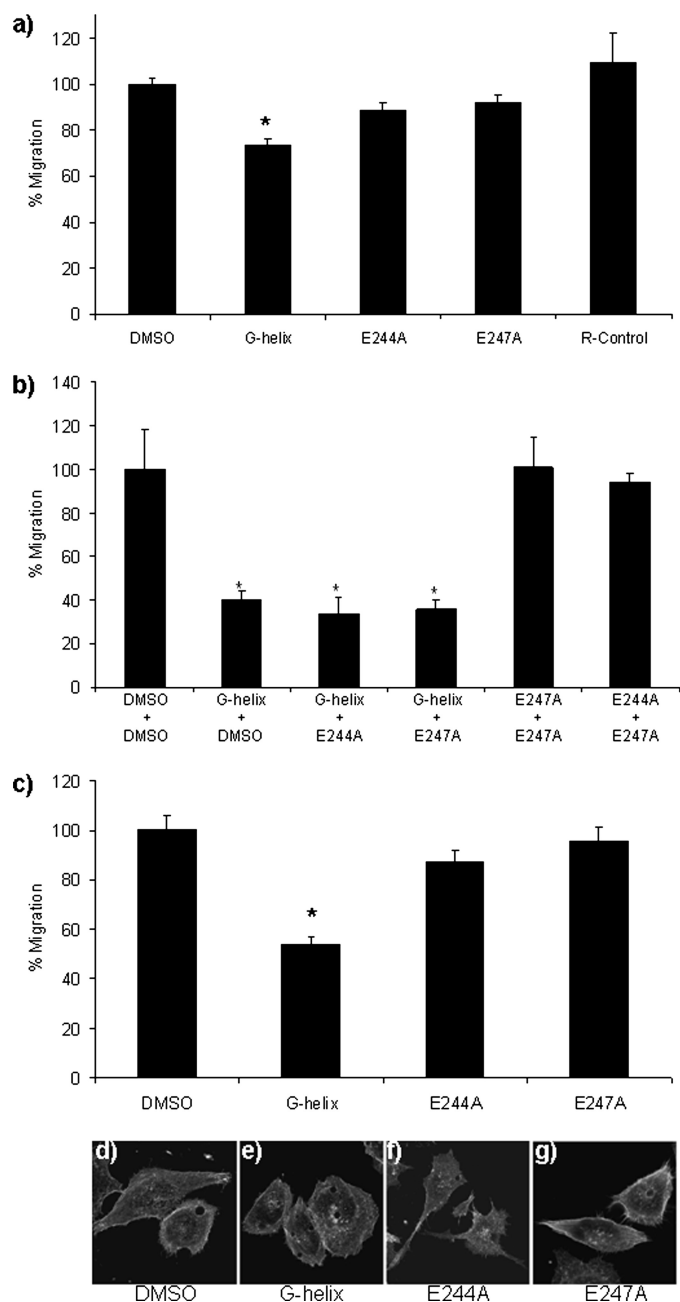 a)
120
100
80
60
40
20
0
% Migration
*
DMSO G-helix E244A E247A R-Control
b)
140
120
100
80
60
40
20
0
% Migration
* * *
DMSO G-helix G-helix G-helix E247A E244A
+ + + + + +
DMSO DMSO E244A E247A E247A E247A
c)
120
100
80
60
40
20
0
% Migration
*
DMSO G-helix E244A E247A
d) e) f) g)
DMSO G-helix E244A E247A